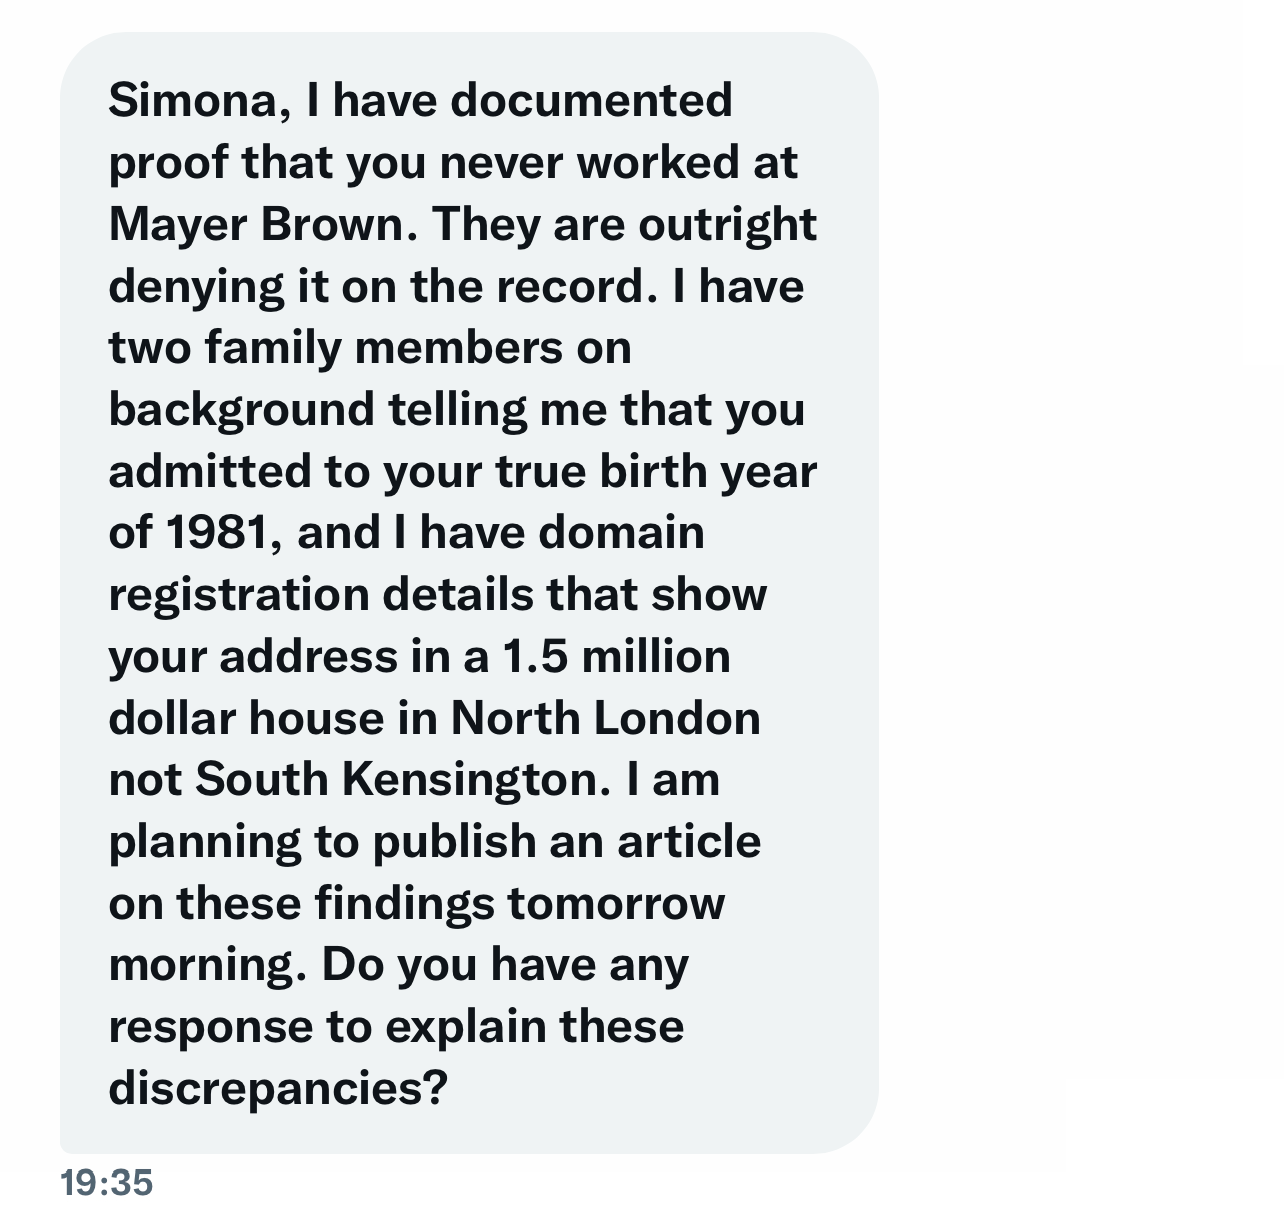 Simona, I have documented
proof that you never worked at
Mayer Brown. They are outright
denying it on the record. I have
two family members on
background telling me that you
admitted to your true birth year
of 1981, and I have domain
registration details that show
your address in a 1.5 million
dollar house in North London
not South Kensington. I am
planning to publish an article
on these findings tomorrow
morning. Do you have any
response to explain these
discrepancies?
19:35